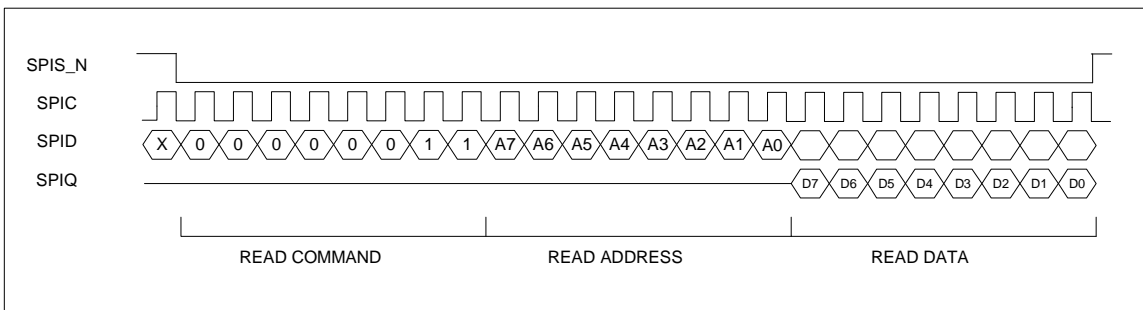 SPIS_N
SPIC
SPID X 0 0 0 0 0 0 1 1 A7 A6 A5 A4 A3 A2 A1 A0
SPIQ D7 D6 D5 D4 D3 D2 D1 D0
READ COMMAND READ ADDRESS READ DATA